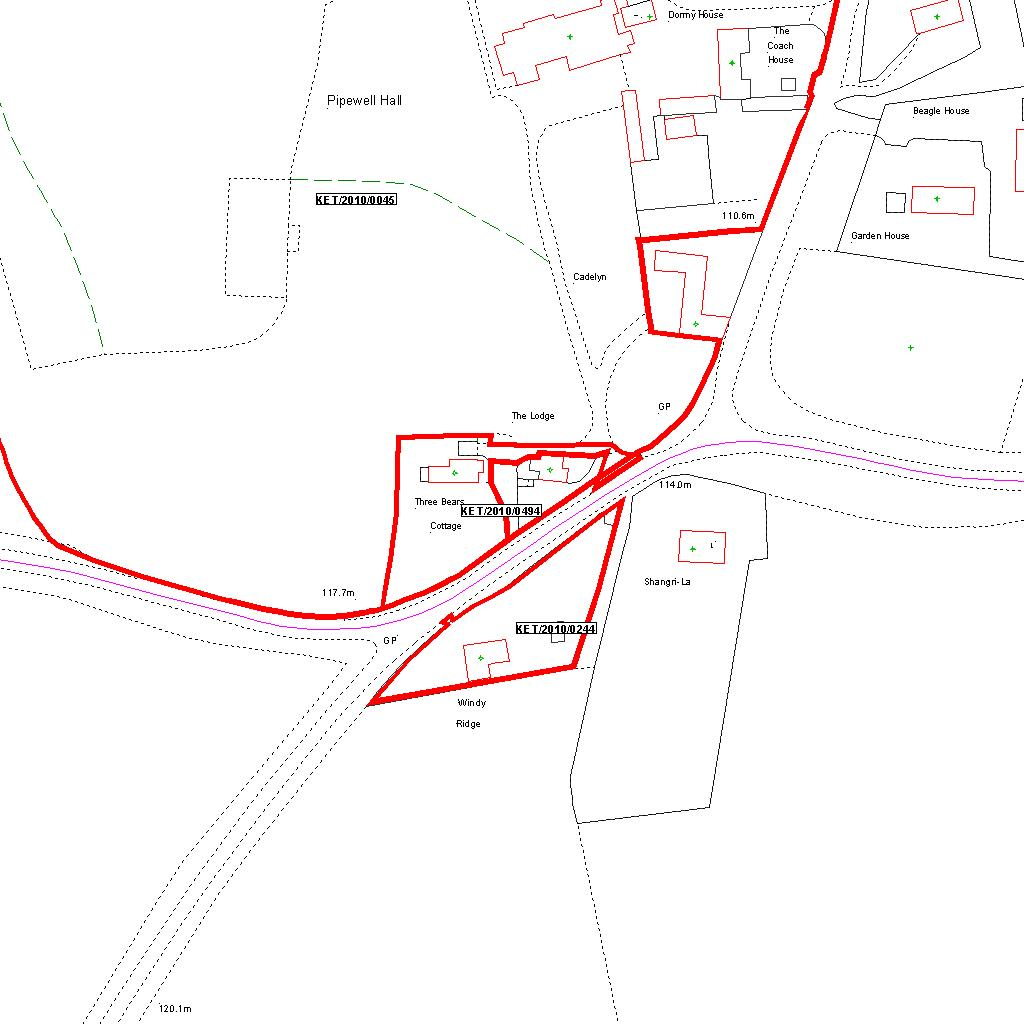 Dormy House
The
Coach
House
Pipewell Hall
Beagle House
KET/2010/0045
110.6m
Garden House
Cadelyn
GP
The Lodge
114.0m
Three Bears
KET/2010/0494
Cottage
L
Shangri-La
117.7m
KET/2010/0244
GP
Windy
Ridge
120.1m